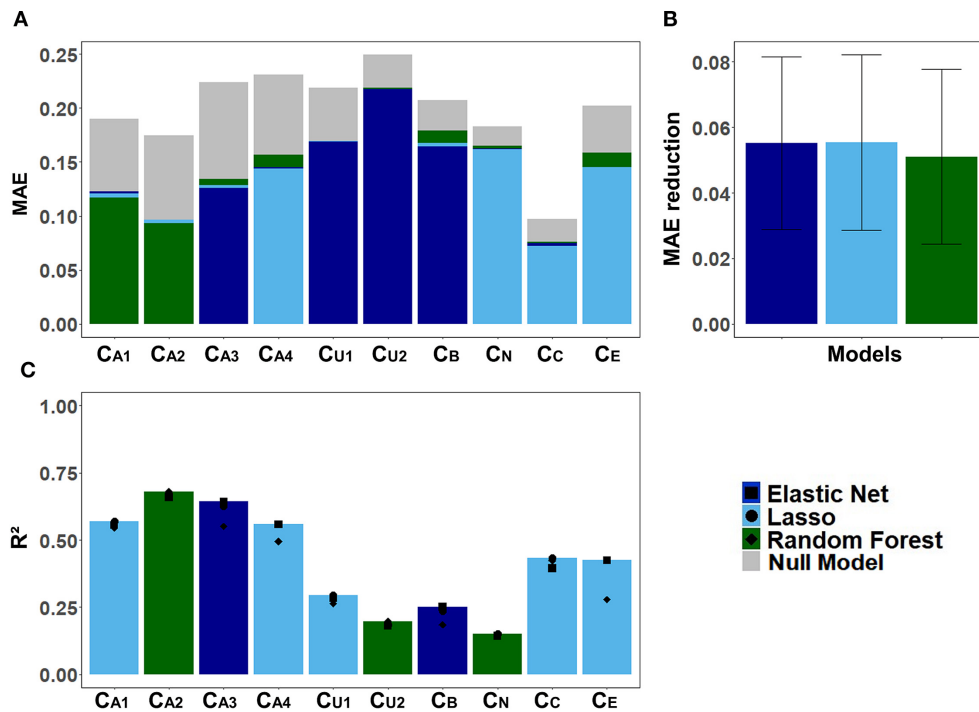 A
MAE
0.25
0.20
0.15
0.10
0.05
0.00
CA1 CA2 CA3 CA4 CU1 CU2 CB CN CC CE
B
MAE reduction
0.08
0.06
0.04
0.02
0.00
Models
C
R²
1.00
0.75
0.50
0.25
0.00
CA1 CA2 CA3 CA4 CU1 CU2 CB CN CC CE
Elastic Net
Lasso
Random Forest
Null Model